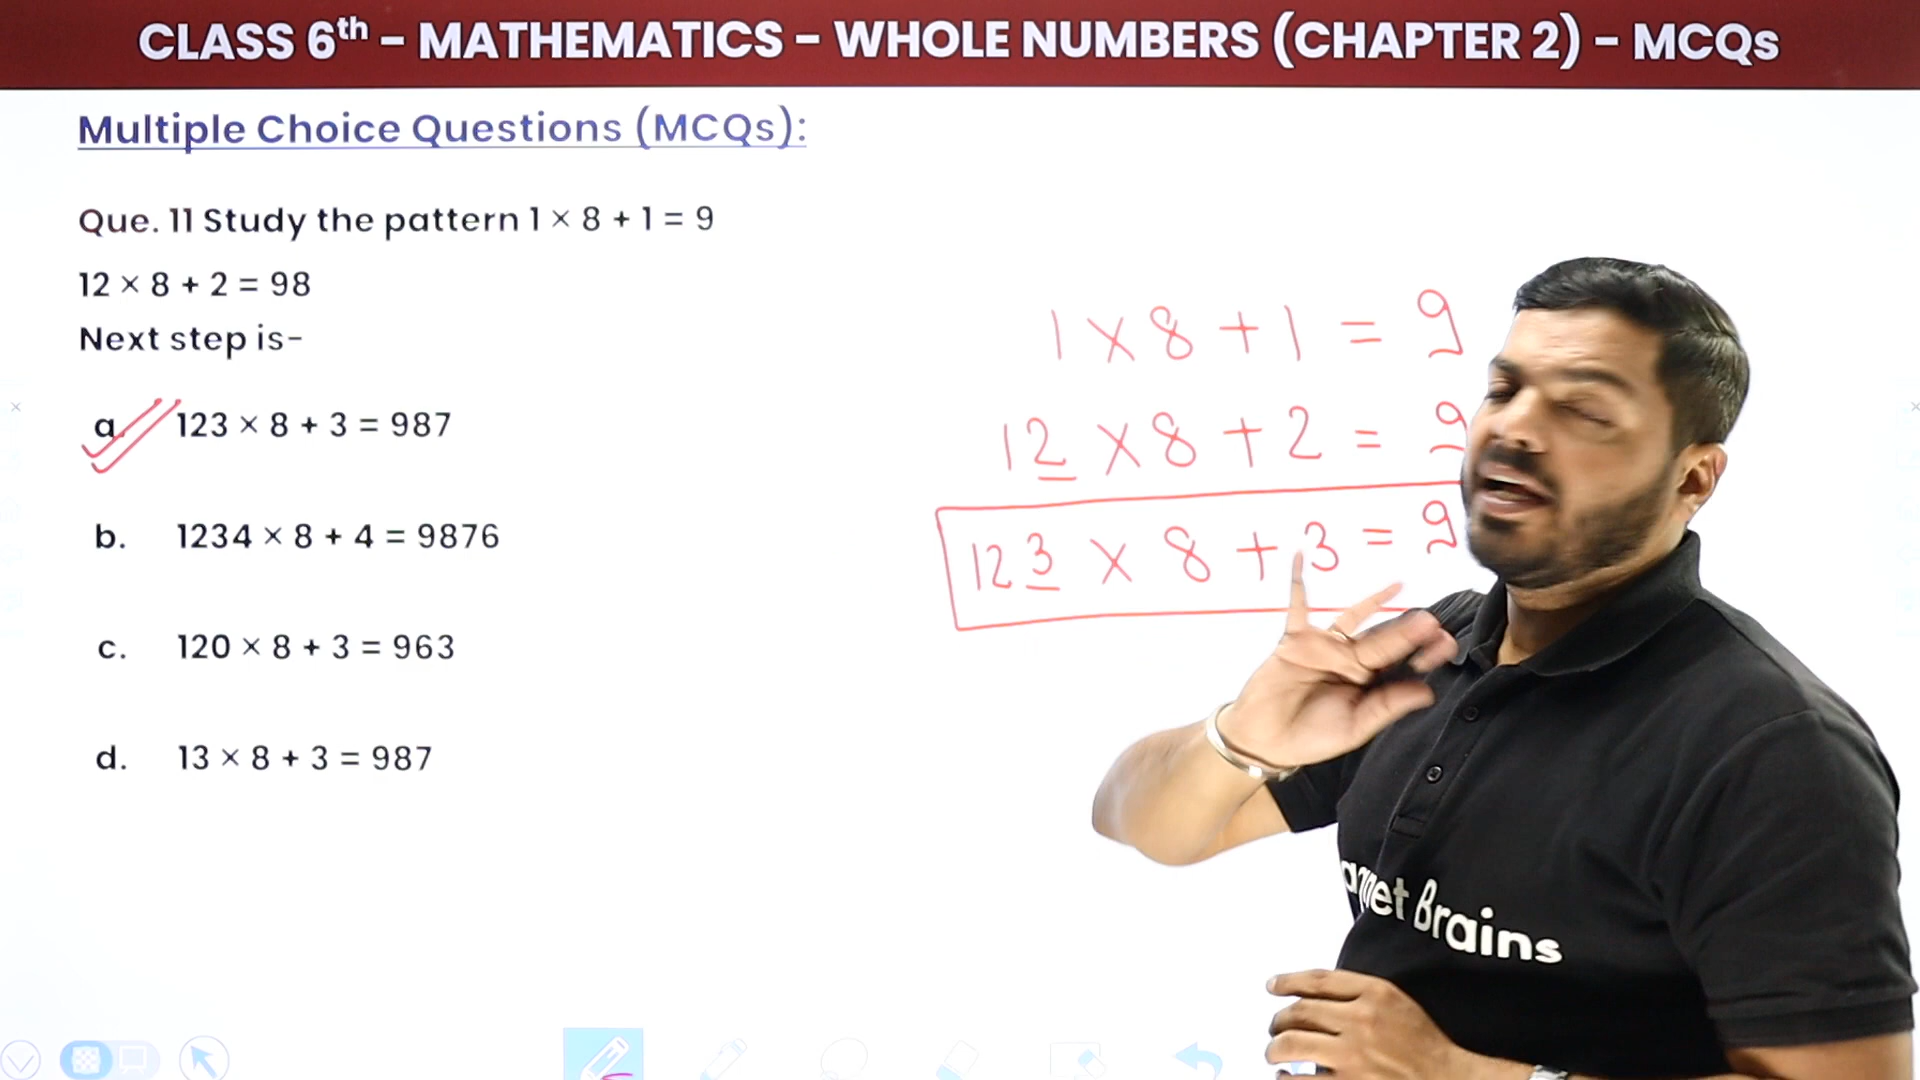 CLASS 6th - MATHEMATICS - WHOLE NUMBERS (CHAPTER 2) - MCQs
Multiple Choice Questions (MCQs):
Que. 11 Study the pattern 1 × 8 + 1 = 9
12 × 8 + 2 = 98
Next step is-
a. 123 × 8 + 3 = 987
b. 1234 × 8 + 4 = 9876
c. 120 × 8 + 3 = 963
d. 13 × 8 + 3 = 987
1 × 8 + 1 = 9
12 × 8 + 2 = 9
123 × 8 + 3 = 9
Brains